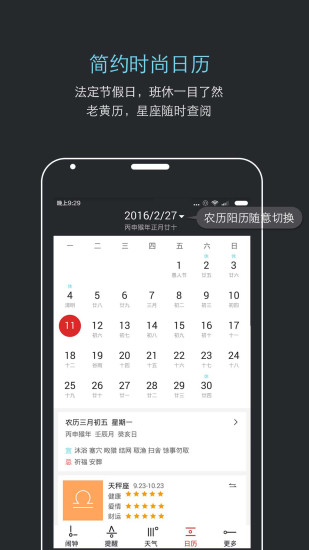 简约时尚日历
法定节假日，班休一目了然
老黄历，星座随时查阅
晚上9:29
2016/2/27
农历阳历随意切换
丙申猴年正月廿十
一 二 三 四 五 六 日
休 休
1 2 3
愚人节 廿五 廿六
休
4 5 6 7 8 9 10
清明 廿八 廿九 三月 初二 初三 初四
11 12 13 14 15 16 17
初六 初七 初八 初九 初十 十一
18 19 20 21 22 23 24
十二 十三 十四 十五 十六 十七 十八
25 26 27 28 29 30
十九 二十 廿一 廿二 廿三 廿四
农历三月初五 星期一
丙申猴年 壬辰月 癸亥日
宜 沐浴 塞穴 畋猎 结网 取渔 扫舍 馀事勿取
忌 祈福 安葬
天秤座 9.23-10.23
健康 ★★★★★
爱情 ★★★★★
财运 ★★★★★
闹钟 提醒 天气 日历 更多